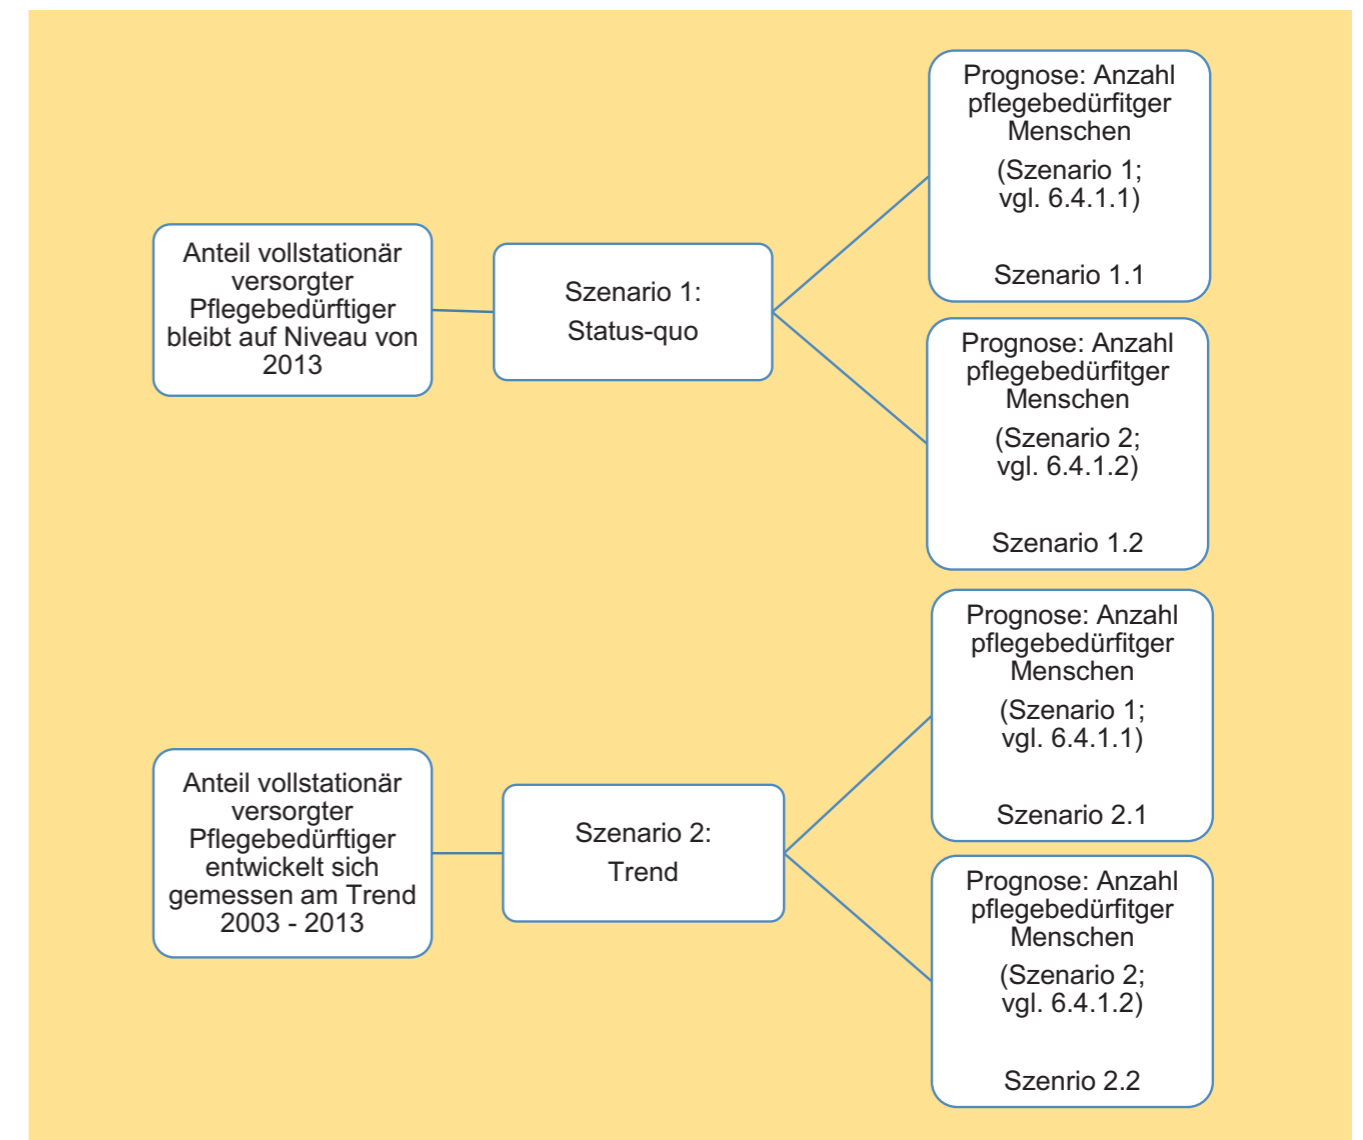 Anteil vollstationär
versorgter
Pflegebedürftiger
bleibt auf Niveau von
2013
Szenario 1:
Status-quo
Prognose: Anzahl
pflegebedürfitger
Menschen
(Szenario 1;
vgl. 6.4.1.1)
Szenario 1.1
Prognose: Anzahl
pflegebedürfitger
Menschen
(Szenario 2;
vgl. 6.4.1.2)
Szenario 1.2
Anteil vollstationär
versorgter
Pflegebedürftiger
entwickelt sich
gemessen am Trend
2003 - 2013
Szenario 2:
Trend
Prognose: Anzahl
pflegebedürfitger
Menschen
(Szenario 1;
vgl. 6.4.1.1)
Szenario 2.1
Prognose: Anzahl
pflegebedürfitger
Menschen
(Szenario 2;
vgl. 6.4.1.2)
Szenrio 2.2